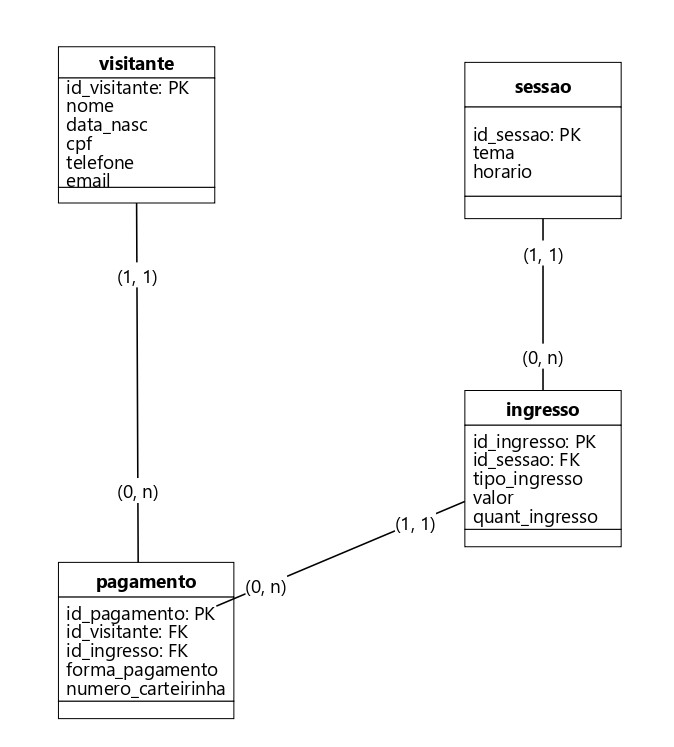 visitante
id_visitante: PK
nome
data_nasc
cpf
telefone
email
sessao
id_sessao: PK
tema
horario
(1, 1)
(1, 1)
(0, n)
(0, n)
ingresso
id_ingresso: PK
id_sessao: FK
tipo_ingresso
valor
quant_ingresso
(1, 1)
(0, n)
pagamento
id_pagamento: PK
id_visitante: FK
id_ingresso: FK
forma_pagamento
numero_carteirinha